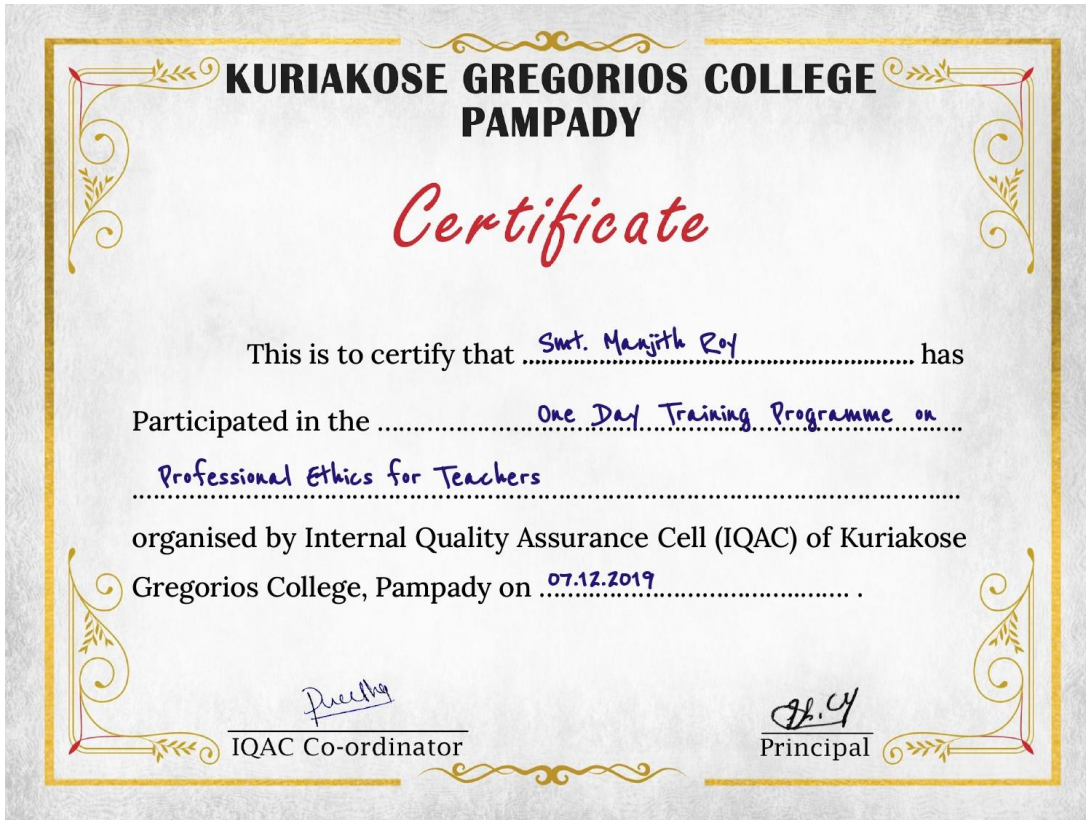 KURIAKOSE GREGORIOS COLLEGE
PAMPADY
Certificate
This is to certify that Smt. Manjith Roy has
Participated in the One Day Training Programme on
Professional Ethics for Teachers
organised by Internal Quality Assurance Cell (IQAC) of Kuriakose
Gregorios College, Pampady on 07.12.2019 .
IQAC Co-ordinator
Principal